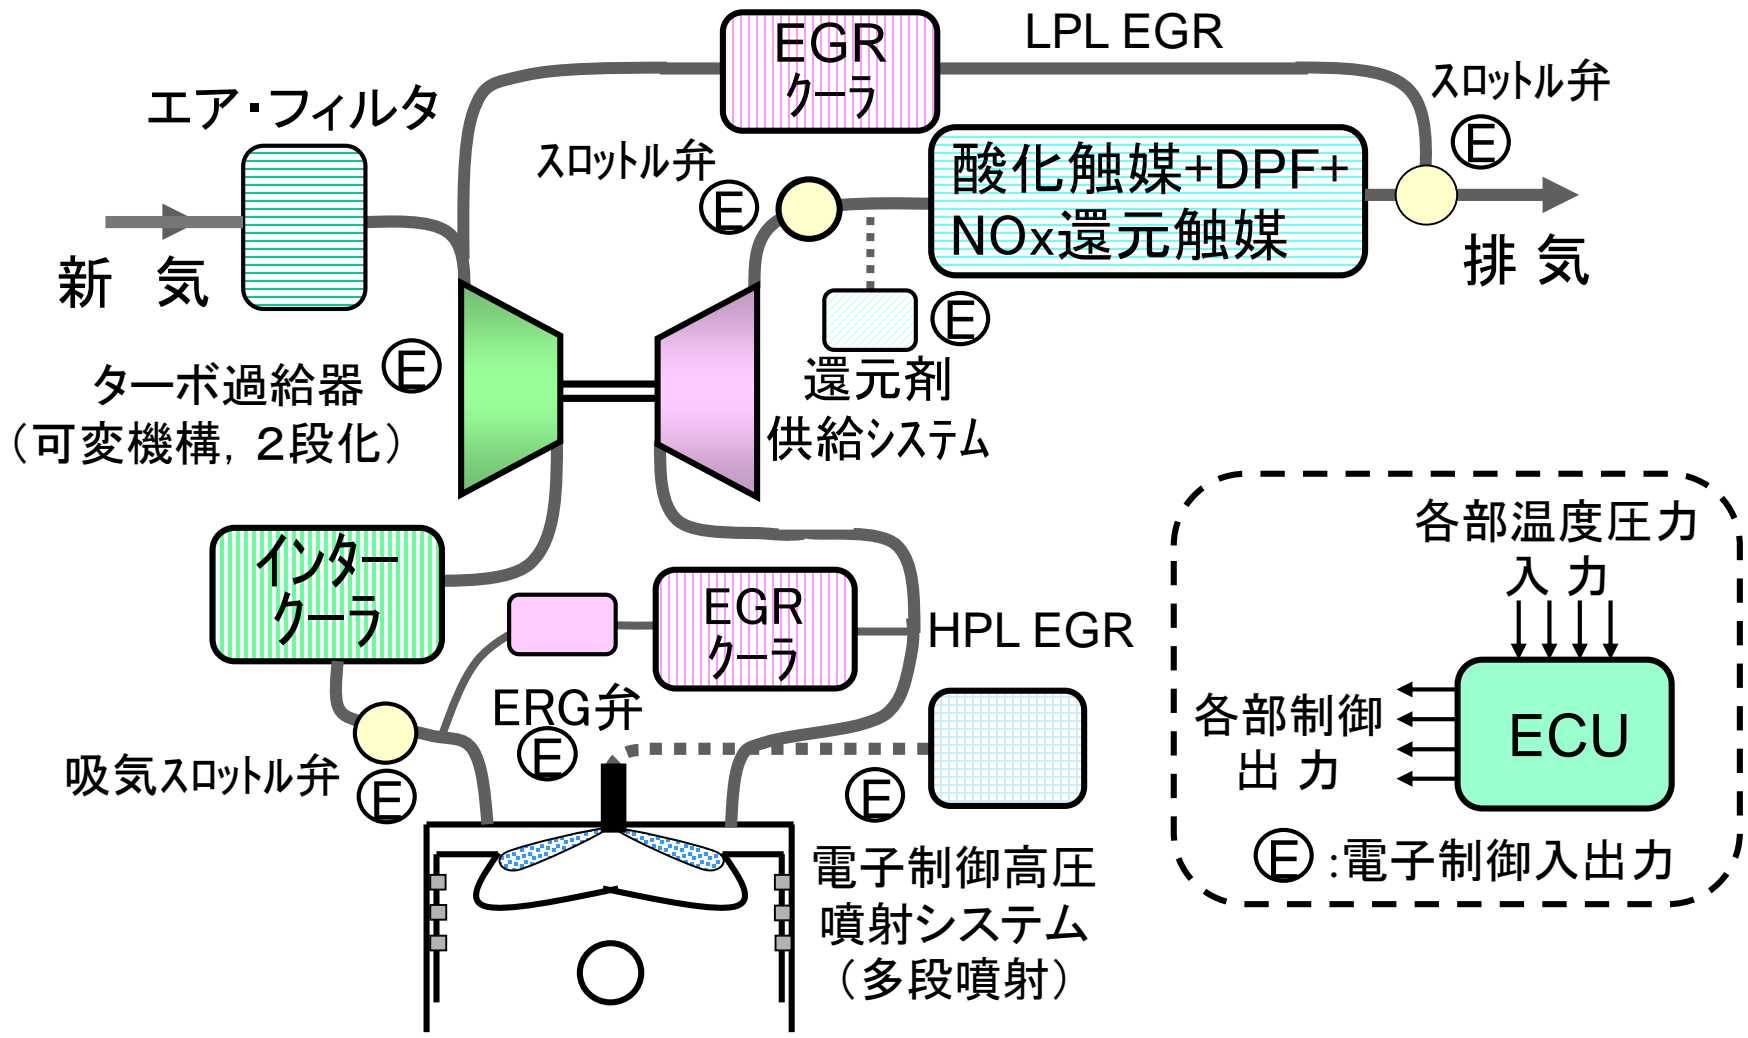 EGR
クーラ
LPL EGR
スロットル弁
E
エア・フィルタ
スロットル弁
E
酸化触媒+DPF+
NOx還元触媒
新 気
排 気
E
還元剤
供給システム
ターボ過給器
E
（可変機構，２段化）
インター
クーラ
EGR
クーラ
HPL EGR
ERG弁
E
吸気スロットル弁
E
E
電子制御高圧
噴射システム
（多段噴射）
各部温度圧力
入 力
各部制御
出 力
ECU
E :電子制御入出力